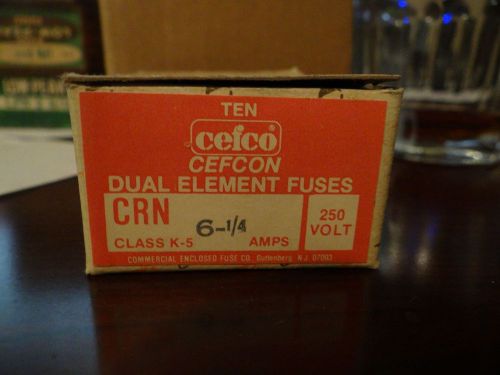 TEN
cefco®
CEFCON
DUAL ELEMENT FUSES
CRN
6-1/4
250
VOLT
CLASS K-5
AMPS
COMMERCIAL ENCLOSED FUSE CO. Guttenberg, N.J. 07093